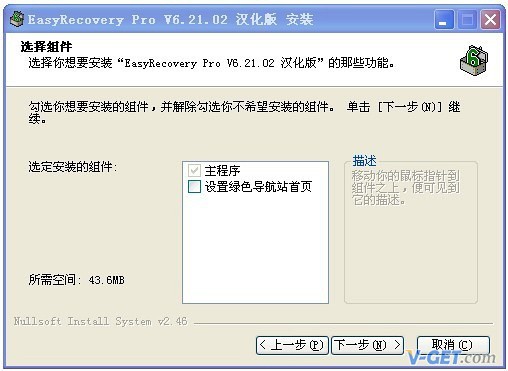 EasyRecovery Pro V6.21.02 汉化版 安装
选择组件
选择你想要安装“EasyRecovery Pro V6.21.02 汉化版”的那些功能。
勾选你想要安装的组件，并解除勾选你不希望安装的组件。 单击 [下一步(N)] 继
续。
选定安装的组件:
主程序
设置绿色导航站首页
描述
移动你的鼠标指针到
组件之上，便可见到
它的描述。
所需空间: 43.6MB
Nullsoft Install System v2.46
< 上一步(P) 下一步(N) > 取消(C)
V-GET.com